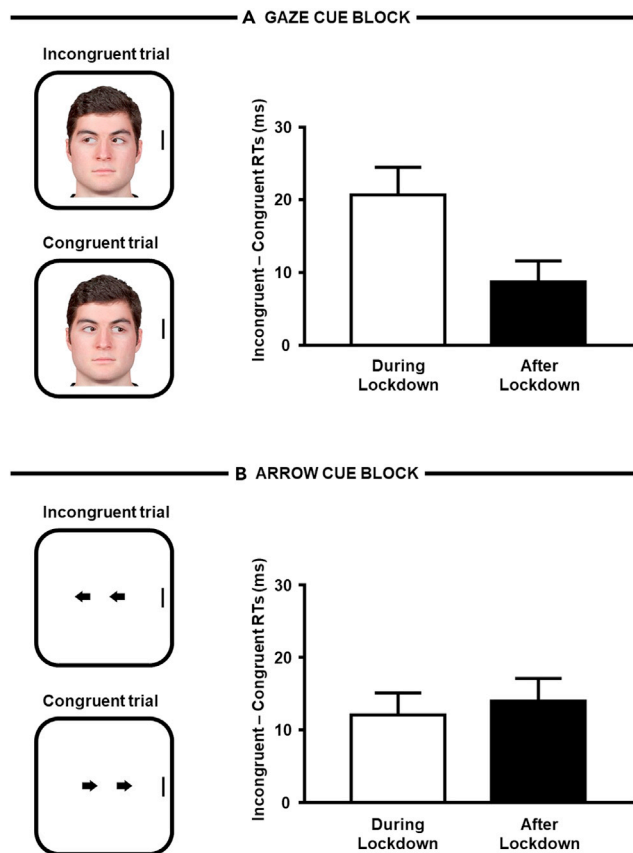 A GAZE CUE BLOCK
Incongruent trial
Congruent trial
Incongruent – Congruent RTs (ms)
30
20
10
0
During
Lockdown
After
Lockdown
B ARROW CUE BLOCK
Incongruent trial
Congruent trial
Incongruent – Congruent RTs (ms)
30
20
10
0
During
Lockdown
After
Lockdown